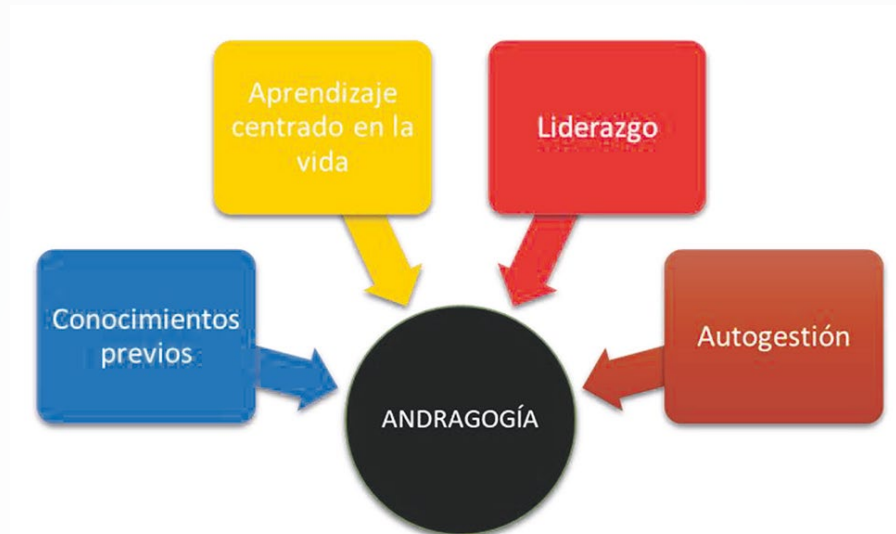 Aprendizaje
centrado en la
vida
Liderazgo
Conocimientos
previos
Autogestión
ANDRAGOGÍA